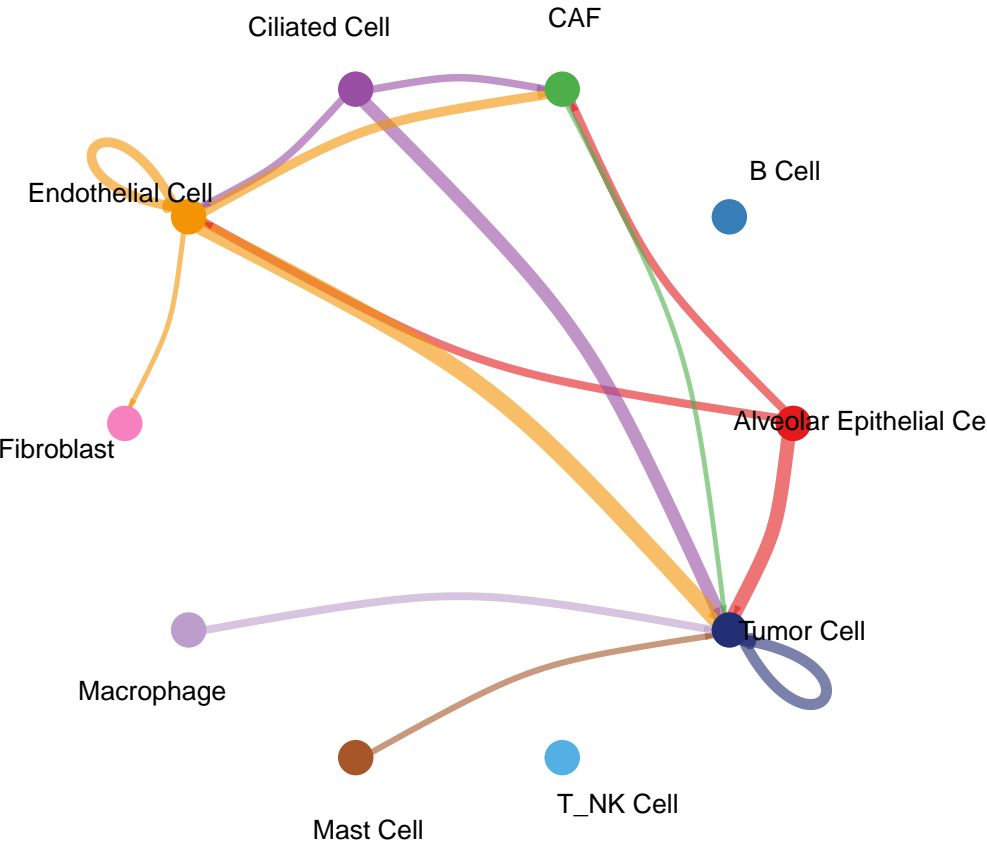 CAF
Ciliated Cell
B Cell
Endothelial Cell
Alveolar Epithelial Ce
Fibroblast
Tumor Cell
Macrophage
T_NK Cell
Mast Cell